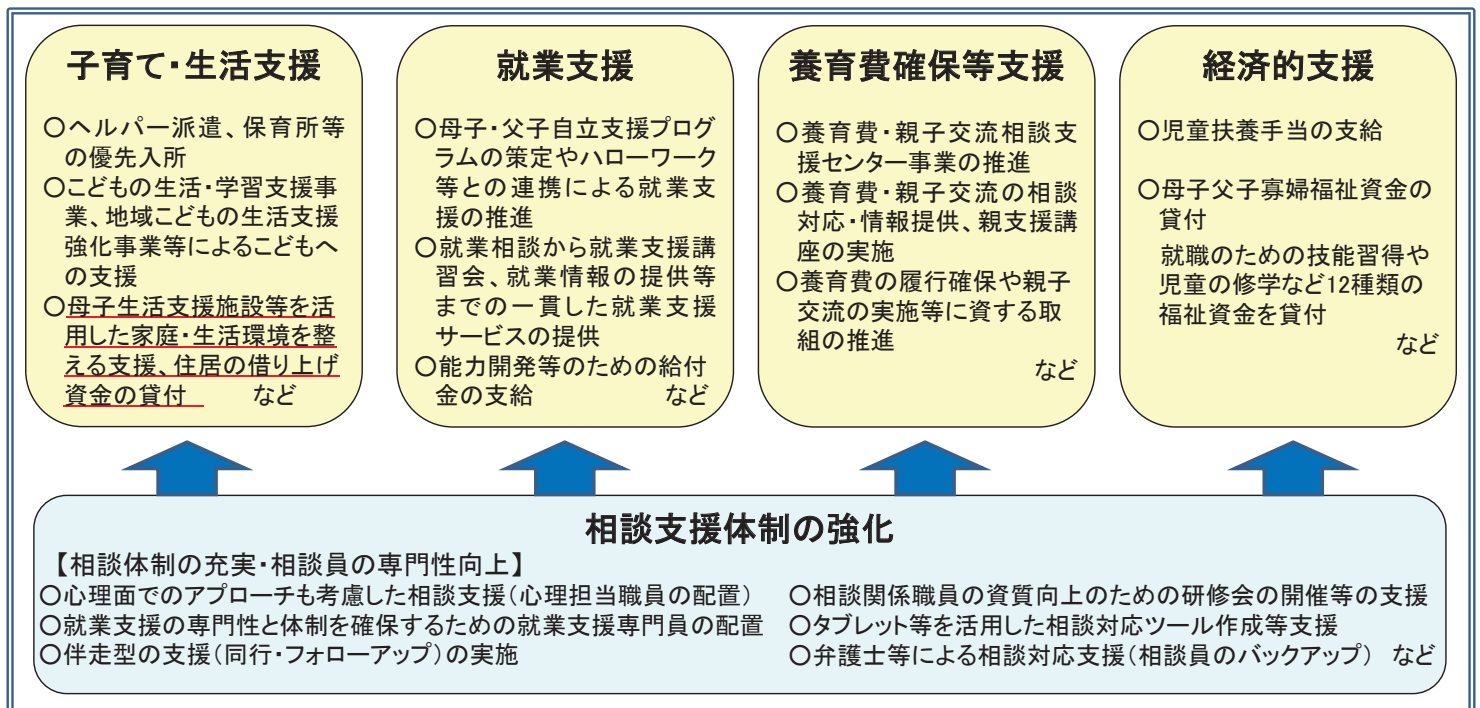 子育て・生活支援
〇ヘルパー派遣、保育所等
の優先入所
〇こどもの生活・学習支援事
業、地域こどもの生活支援
強化事業等によるこどもへ
の支援
〇母子生活支援施設等を活
用した家庭・生活環境を整
える支援、住居の借り上げ
資金の貸付 など
就業支援
〇母子・父子自立支援プログ
ラムの策定やハローワーク
等との連携による就業支
援の推進
〇就業相談から就業支援講
習会、就業情報の提供等
までの一貫した就業支援
サービスの提供
〇能力開発等のための給付
金の支給 など
養育費確保等支援
〇養育費・親子交流相談支
援センター事業の推進
〇養育費・親子交流の相談
対応・情報提供、親支援講
座の実施
〇養育費の履行確保や親子
交流の実施等に資する取
組の推進
など
経済的支援
〇児童扶養手当の支給
〇母子父子寡婦福祉資金の
貸付
就職のための技能習得や
児童の修学など12種類の
福祉資金を貸付
など
相談支援体制の強化
【相談体制の充実・相談員の専門性向上】
〇心理面でのアプローチも考慮した相談支援（心理担当職員の配置）
〇就業支援の専門性と体制を確保するための就業支援専門員の配置
〇伴走型の支援（同行・フォローアップ）の実施
〇相談関係職員の資質向上のための研修会の開催等の支援
〇タブレット等を活用した相談対応ツール作成等支援
〇弁護士等による相談対応支援（相談員のバックアップ） など